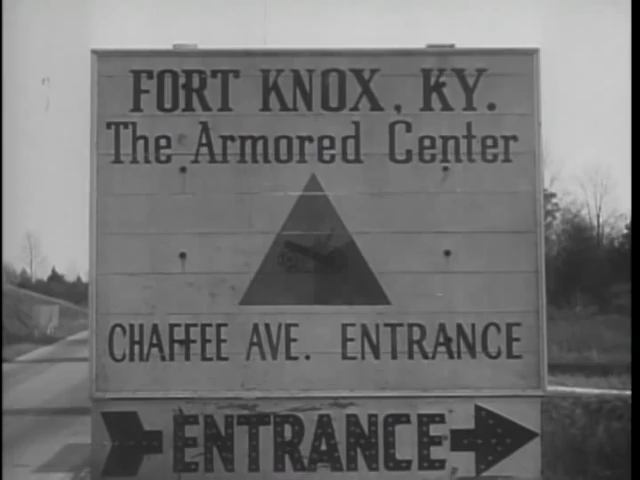 FORT KNOX, KY.
The Armored Center
CHAFFEE AVE. ENTRANCE
ENTRANCE